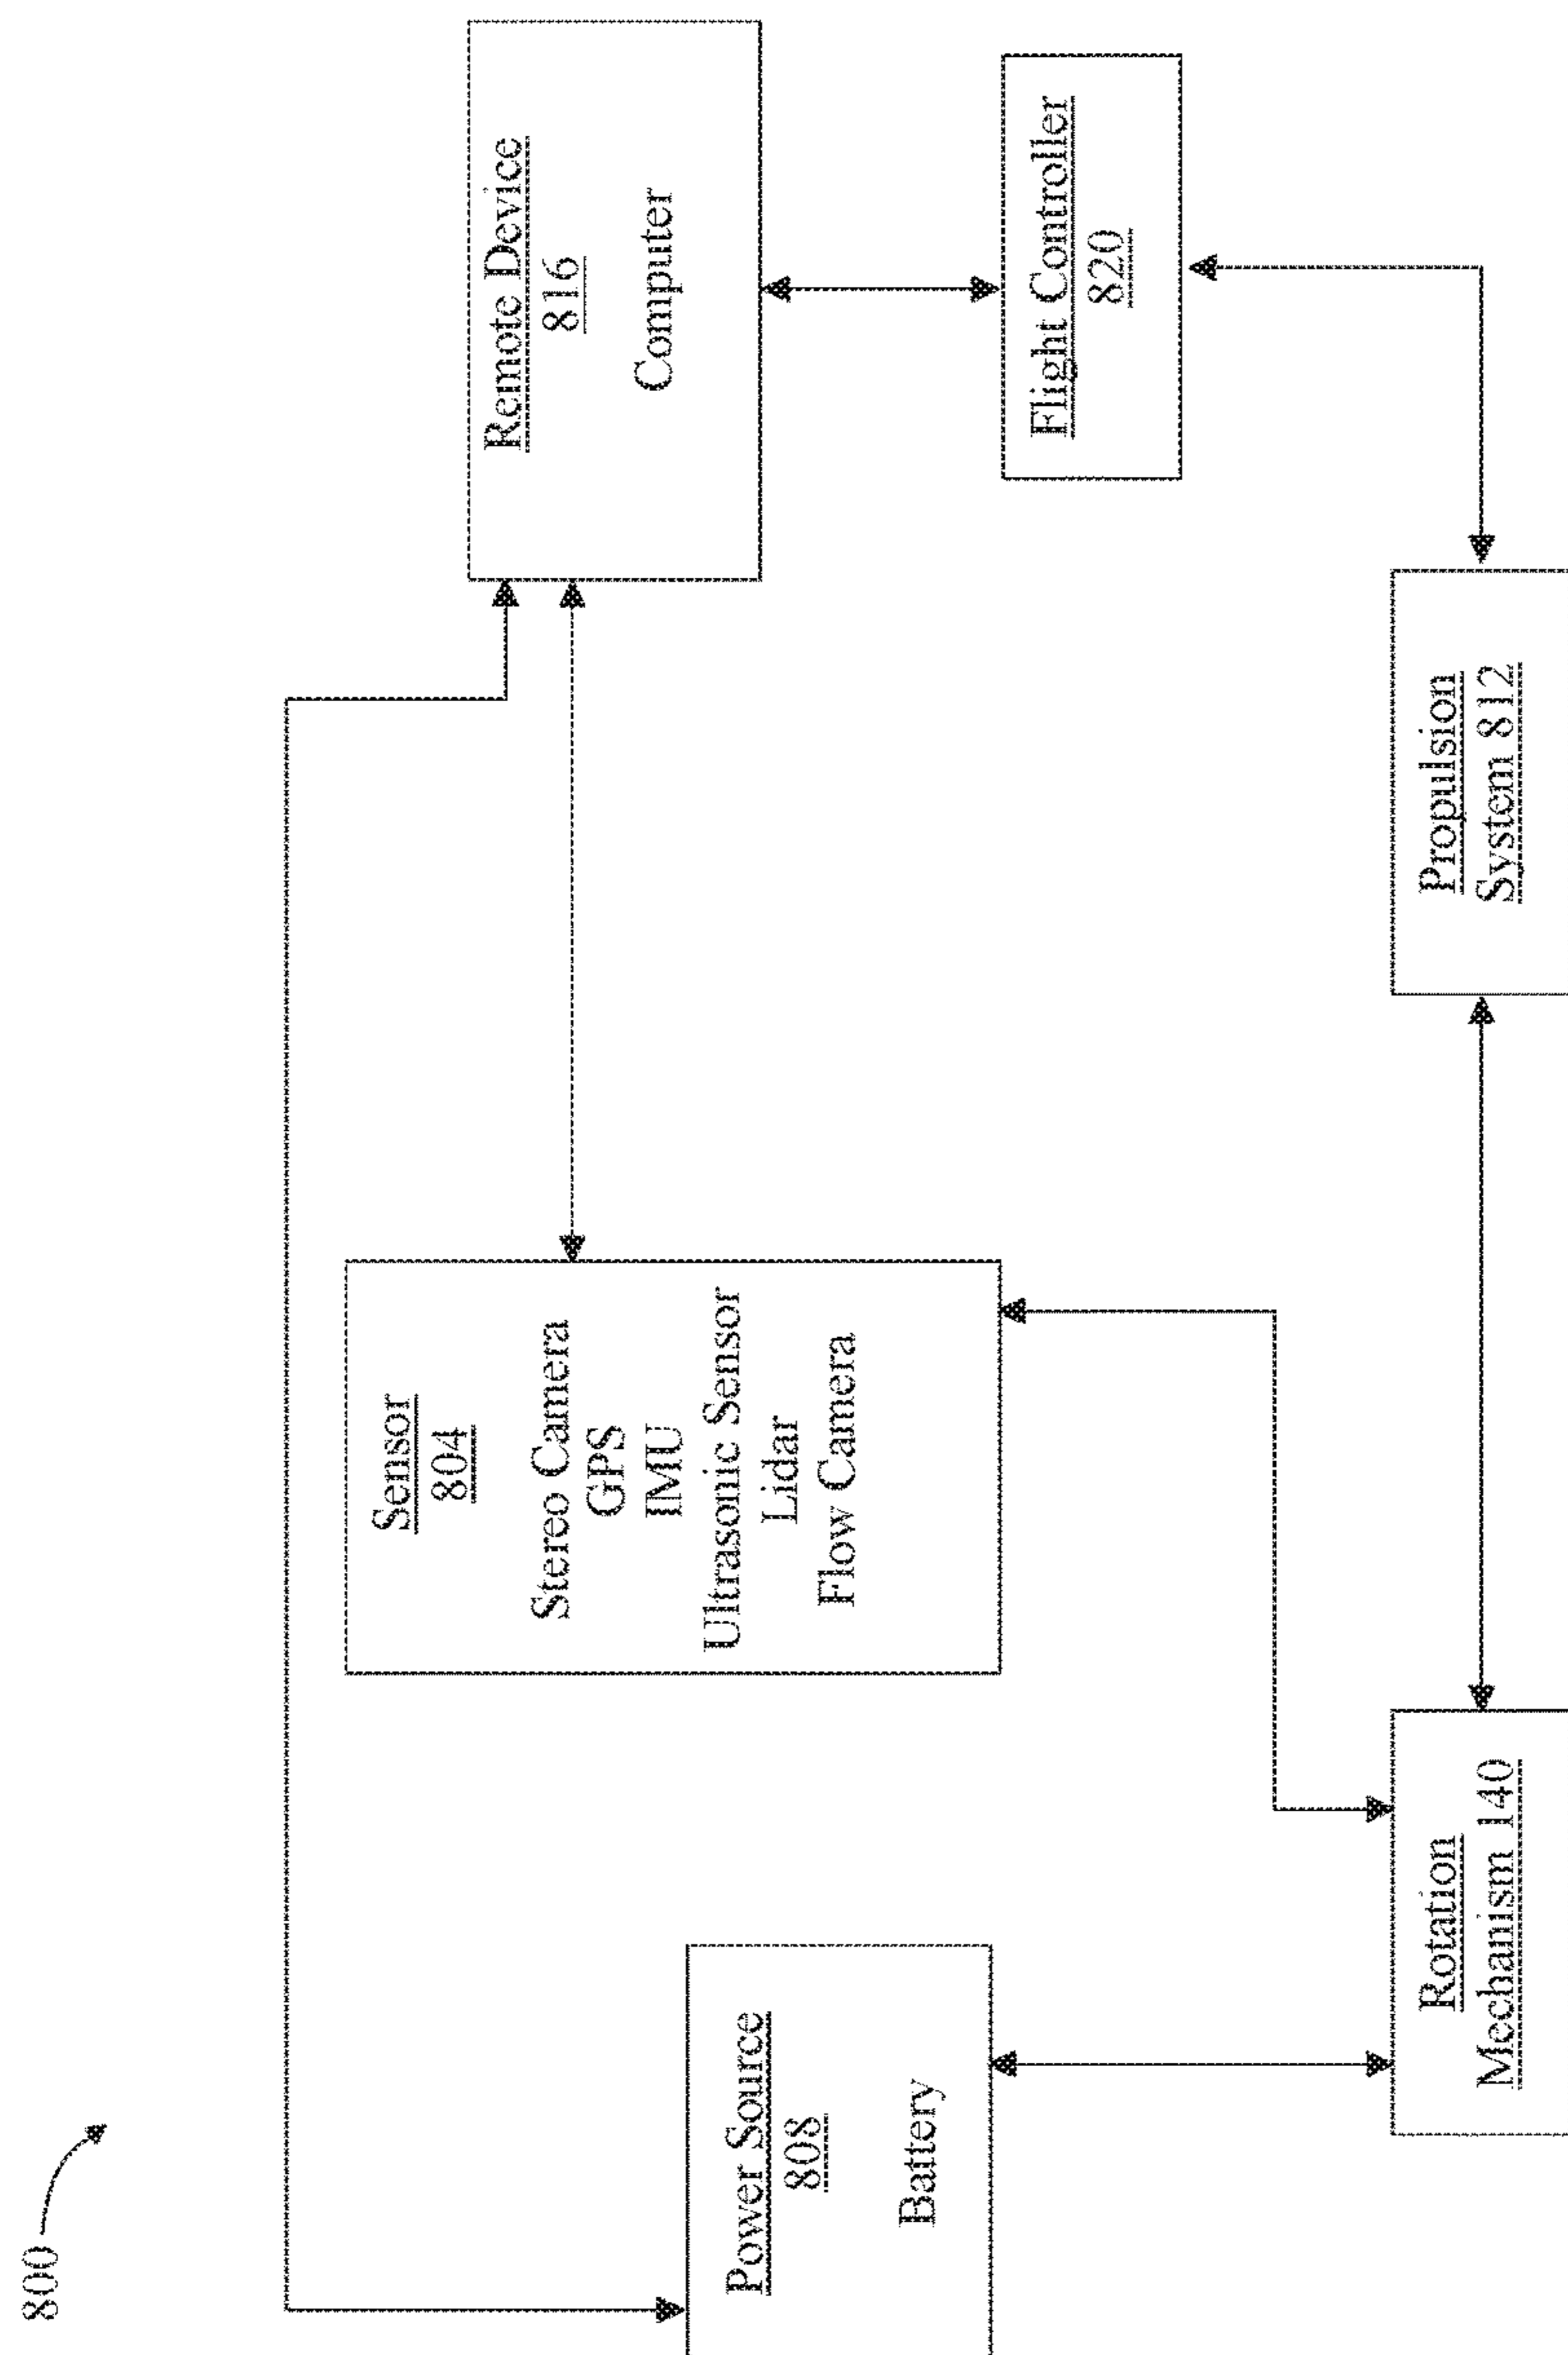 800
Power Source
808
Battery
Sensor
804
Stereo Camera
GPS
IMU
Ultrasonic Sensor
Lidar
Flow Camera
Remote Device
816
Computer
Flight Controller
820
Rotation
Mechanism 140
Propulsion
System 812